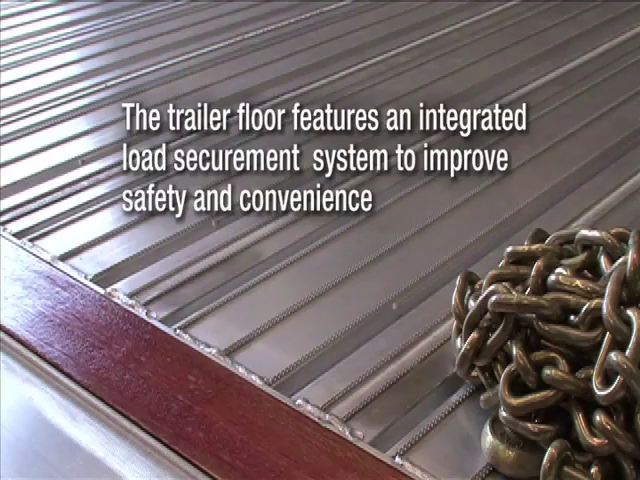 The trailer floor features an integrated
load securement system to improve
safety and convenience